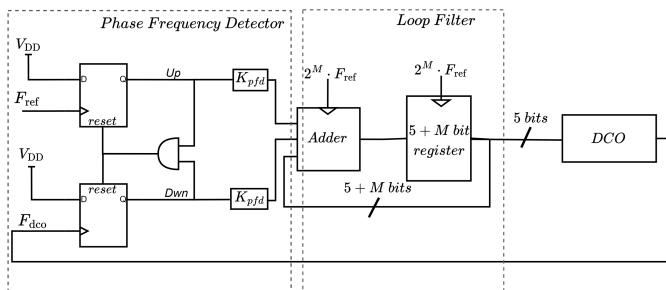 Phase Frequency Detector
Loop Filter
V_DD
D
Q
Up
K_pfd
2^M · F_ref
2^M · F_ref
F_ref
reset
Adder
5 + M bit
register
5 bits
DCO
V_DD
reset
D
Q
Dwn
K_pfd
5 + M bits
F_dco